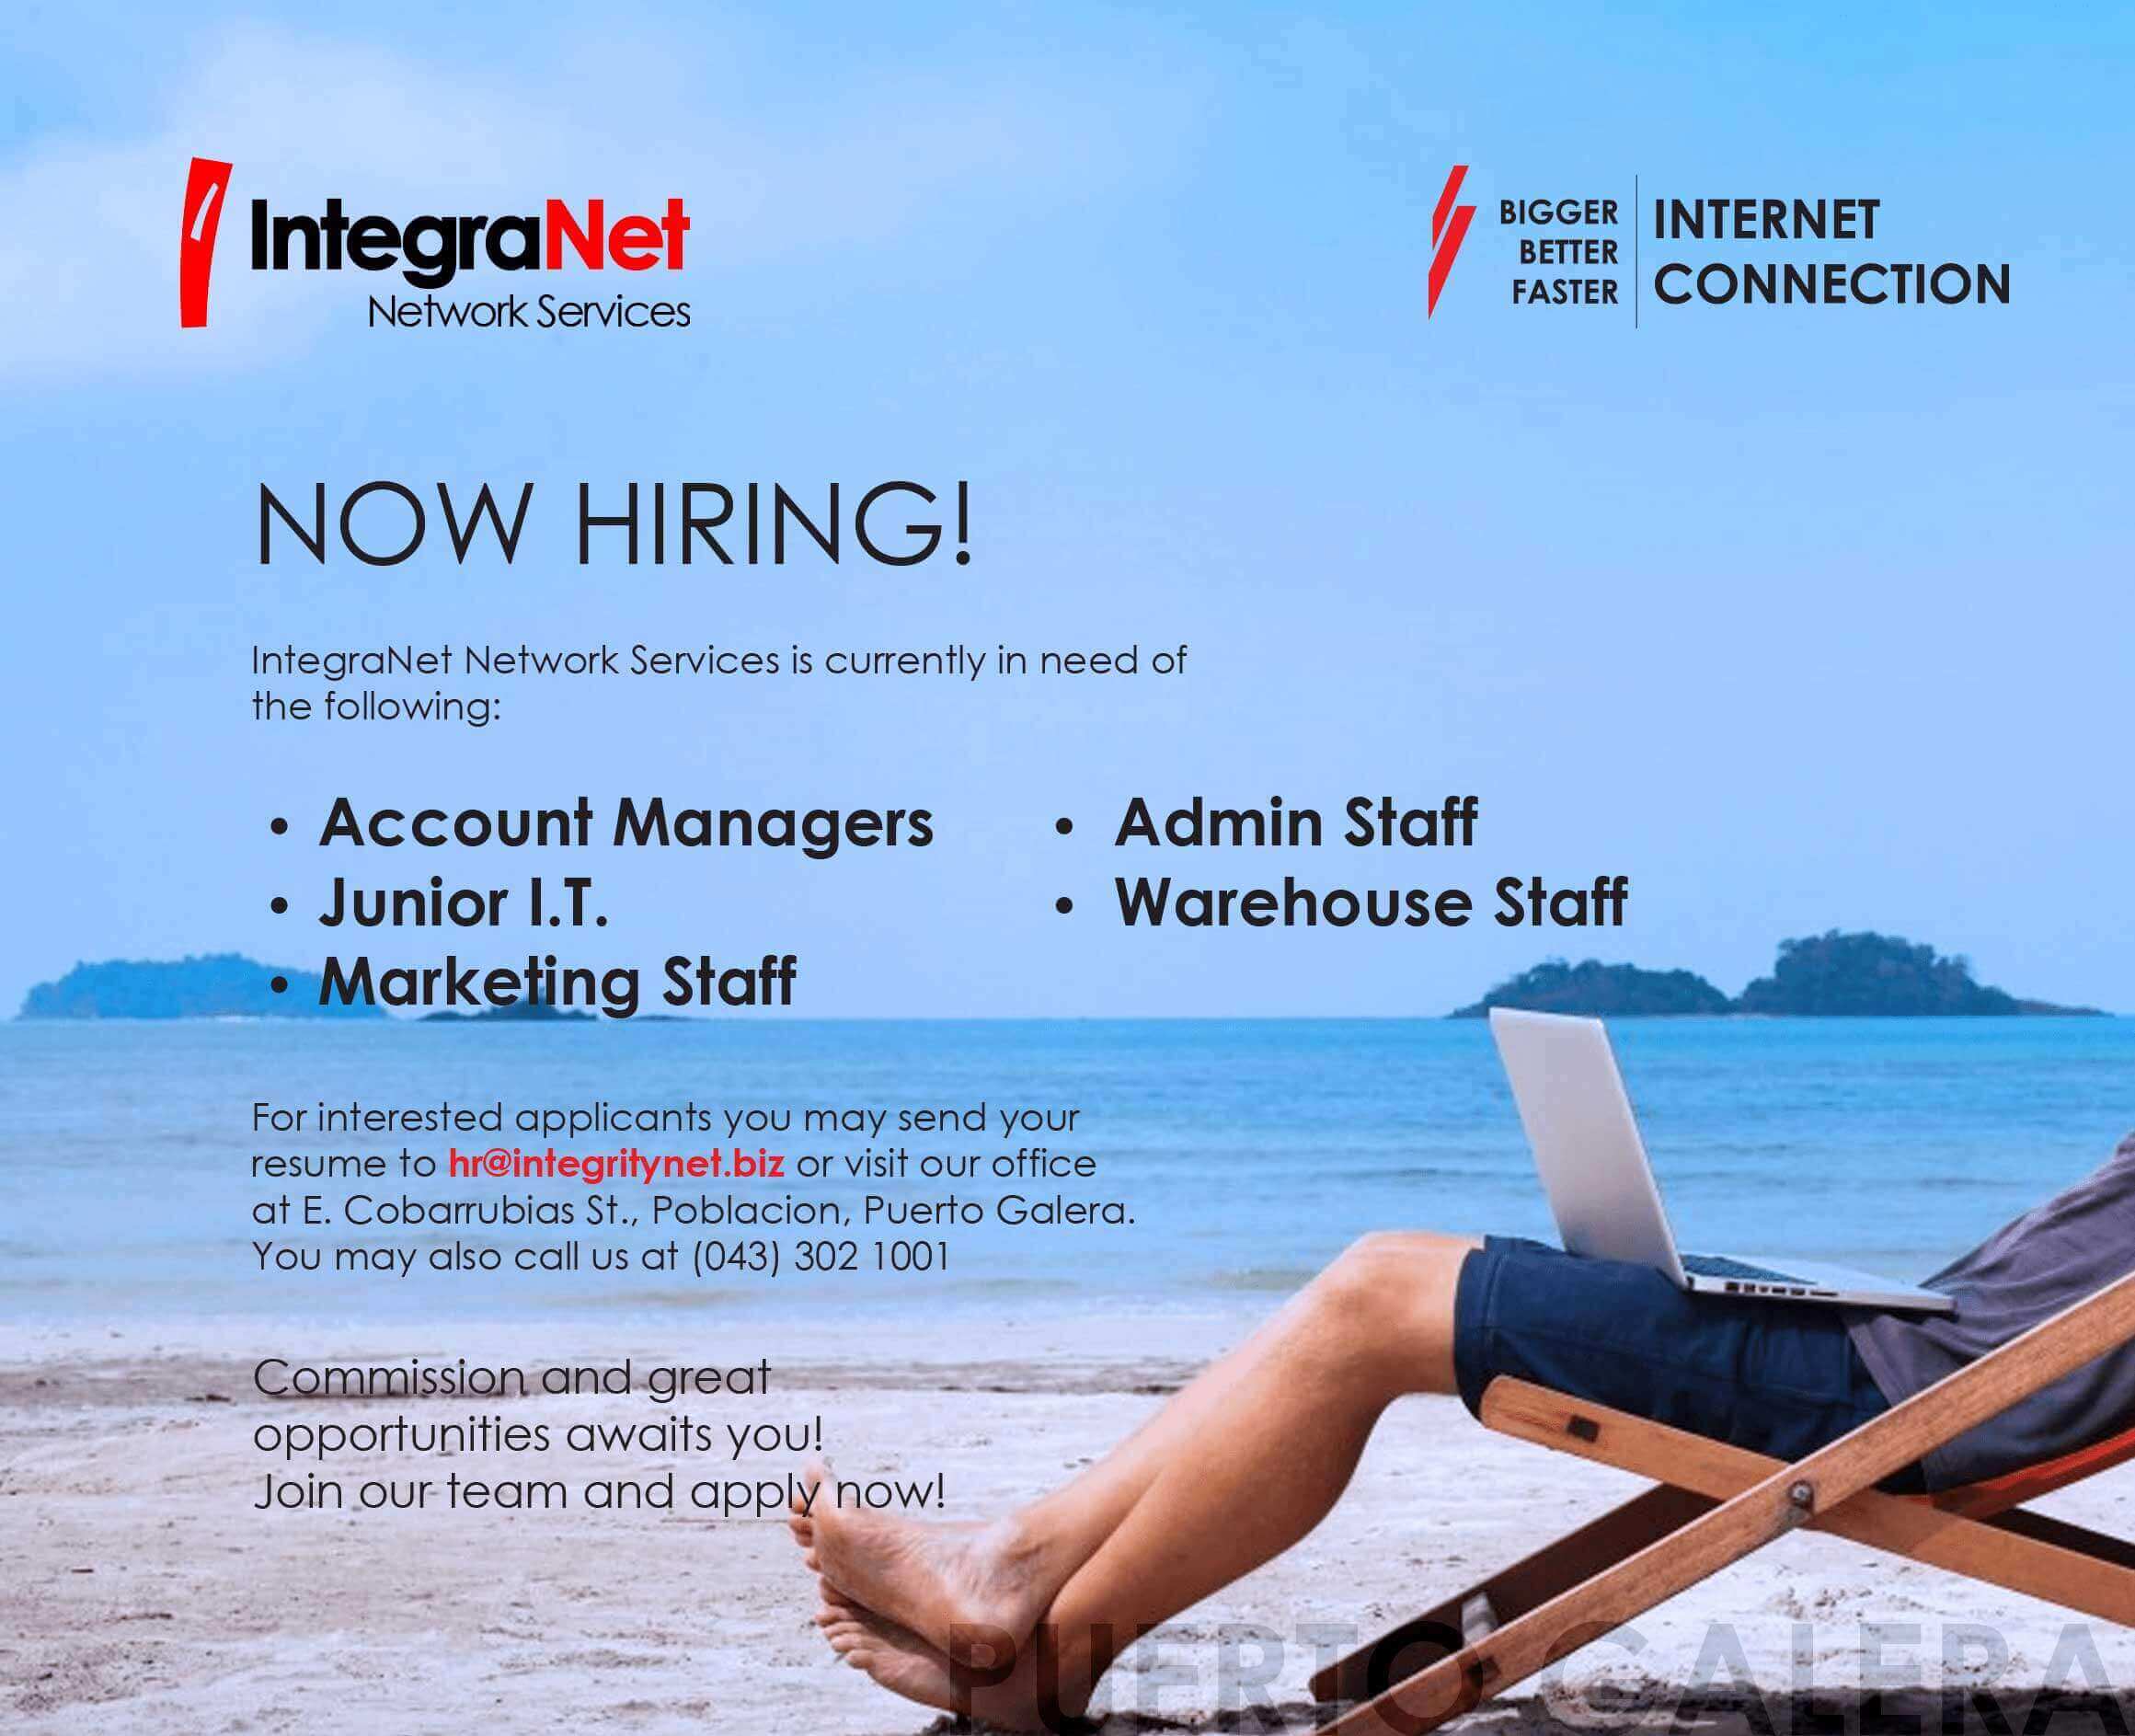 IntegraNet
Network Services
BIGGER
BETTER
FASTER
INTERNET
CONNECTION
NOW HIRING!
IntegraNet Network Services is currently in need of
the following:
• Account Managers
• Junior I.T.
• Marketing Staff
• Admin Staff
• Warehouse Staff
For interested applicants you may send your
resume to hr@integritynet.biz or visit our office
at E. Cobarrubias St., Poblacion, Puerto Galera.
You may also call us at (043) 302 1001
Commission and great
opportunities awaits you!
Join our team and apply now!
PUERTO GALERA